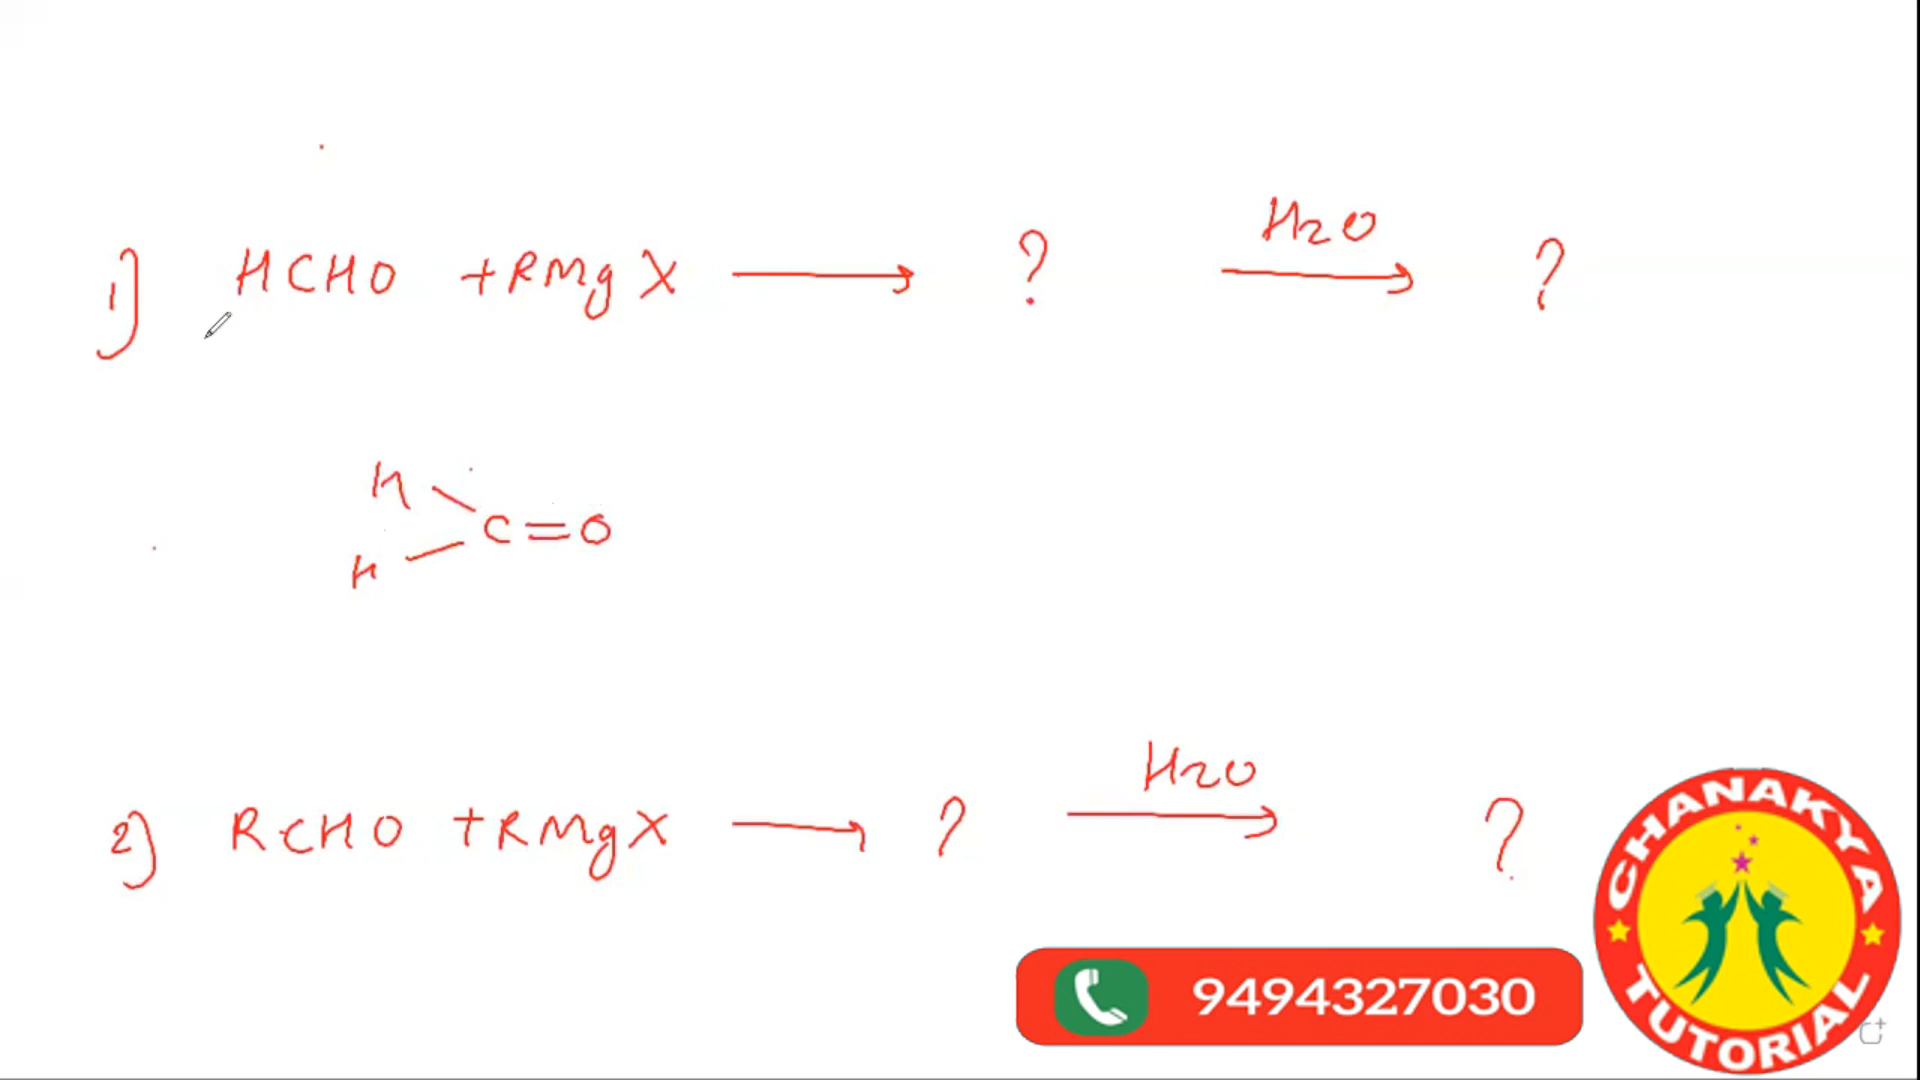 H2O
1) HCHO + RMgX ⟶ ? ⟶ ?
H
C=O
H
H2O
2) RCHO + RMgX ⟶ ? ⟶ ?
9494327030
CHANAKYA
TUTORIAL